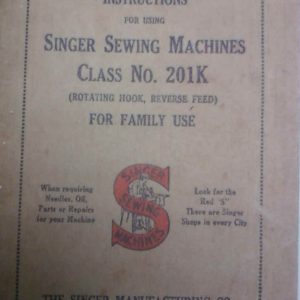 INSTRUCTIONS
FOR USING
SINGER SEWING MACHINES
CLASS NO. 201K
(ROTATING HOOK, REVERSE FEED)
FOR FAMILY USE
When requiring
Needles, Oil,
Parts or Repairs
for your Machine
SINGER
SEWING
MACHINES
Look for the
Red "S"
There are Singer
Shops in every City
THE SINGER MANUFACTURING CO.